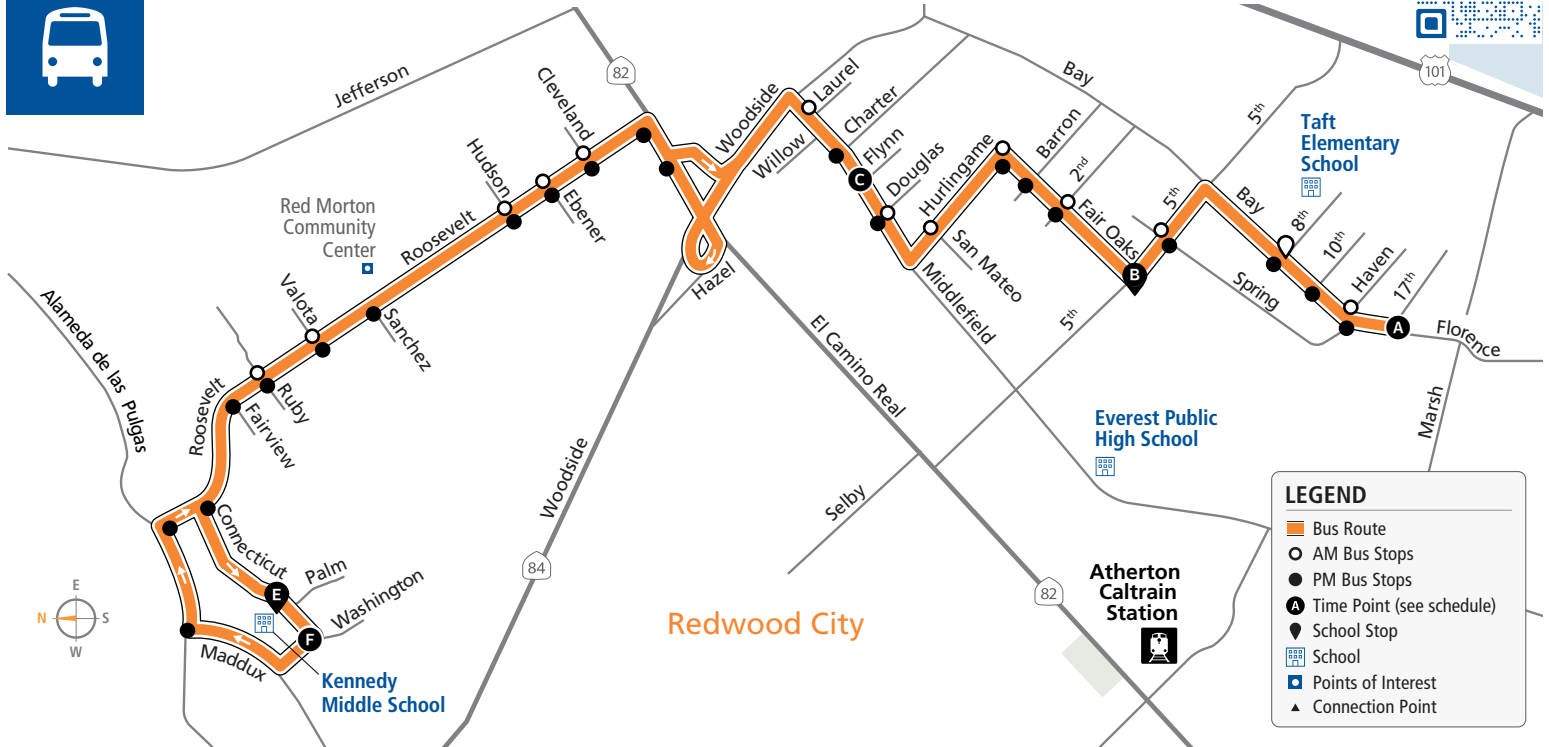 82
101
Jefferson
Cleveland
Hudson
Ebener
Red Morton
Community
Center
Roosevelt
Valota
Sanchez
Ruby
Roosevelt
Fairview
Alameda de las Pulgas
Connecticut
Palm
Washington
E
F
Maddux
Kennedy
Middle School
E
N
S
W
Woodside
Laurel
Willow
Charter
Flynn
C
Douglas
Hurlingame
San Mateo
Middlefield
Hazel
El Camino Real
Woodside
84
Bay
Barron
2nd
Fair Oaks
B
5th
5th
5th
Bay
Spring
8th
10th
Haven
17th
A
Florence
Marsh
Taft
Elementary
School
Everest Public
High School
Selby
Redwood City
Atherton
Caltrain
Station
82
LEGEND
Bus Route
AM Bus Stops
PM Bus Stops
A Time Point (see schedule)
School Stop
School
Points of Interest
Connection Point